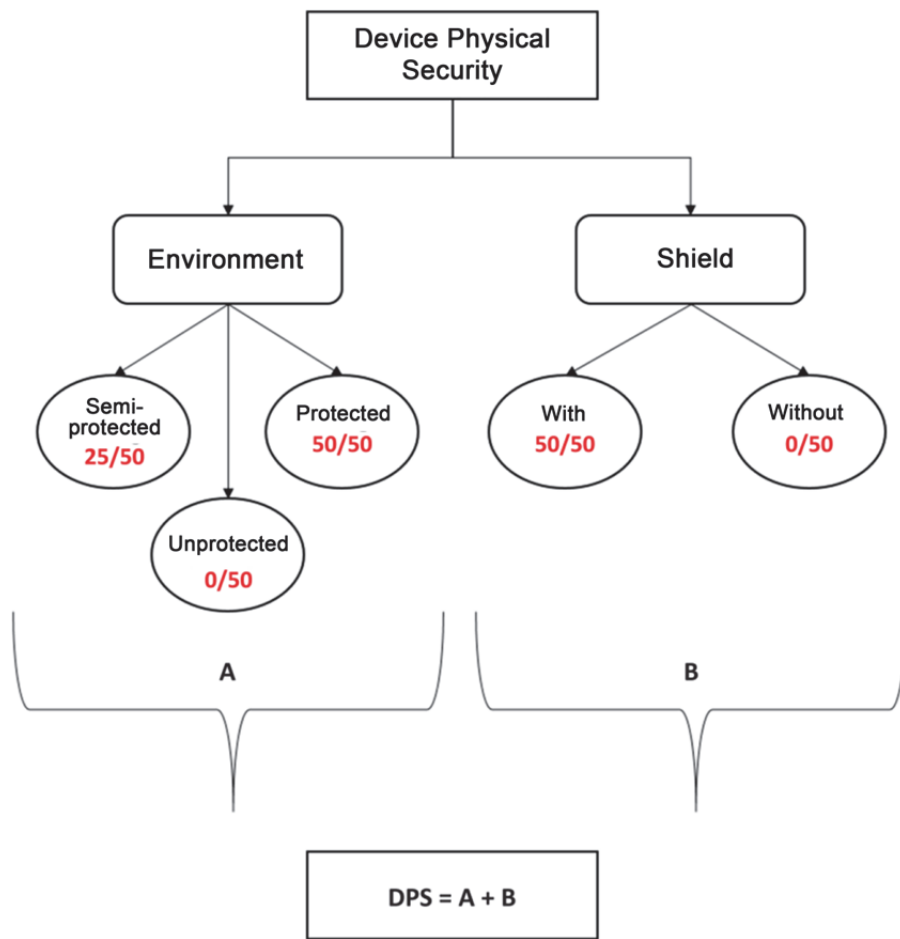 Device Physical
Security
Environment
Shield
Semi-
protected
25/50
Protected
50/50
With
50/50
Without
0/50
Unprotected
0/50
A
B
DPS = A + B